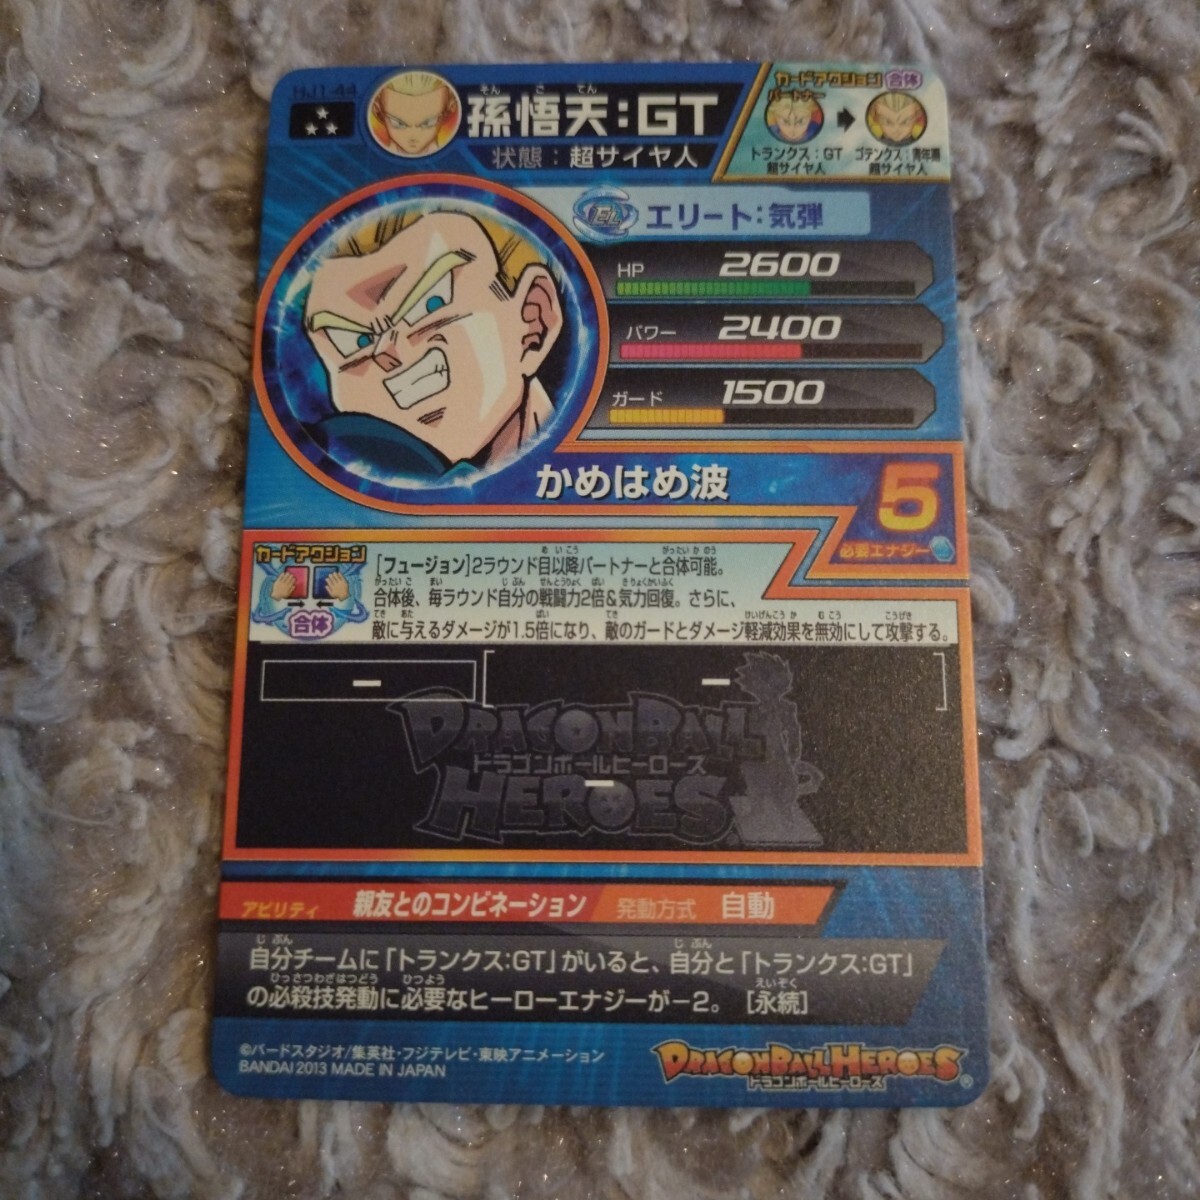 HJ1-44
孫悟天:GT
そん ご てん
状態：超サイヤ人
カードアクション 合体
パートナー
トランクス：GT
超サイヤ人
ゴテンクス：青年期
超サイヤ人
エリート：気弾
HP 2600
パワー 2400
ガード 1500
かめはめ波
5
必要エナジー
カードアクション
合体
[フュージョン]2ラウンド目以降パートナーと合体可能。
合体後、毎ラウンド自分の戦闘力2倍&気力回復。さらに、
敵に与えるダメージが1.5倍になり、敵のガードとダメージ軽減効果を無効にして攻撃する。
ー
ー
DRAGONBALL
ドラゴンボールヒーローズ
HEROES
ー
アビリティ 親友とのコンビネーション 発動方式 自動
自分チームに「トランクス:GT」がいると、自分と「トランクス:GT」
の必殺技発動に必要なヒーローエナジーが−2。 [永続]
©バードスタジオ/集英社・フジテレビ・東映アニメーション
BANDAI 2013 MADE IN JAPAN
DRAGONBALL HEROES
ドラゴンボールヒーローズ ®